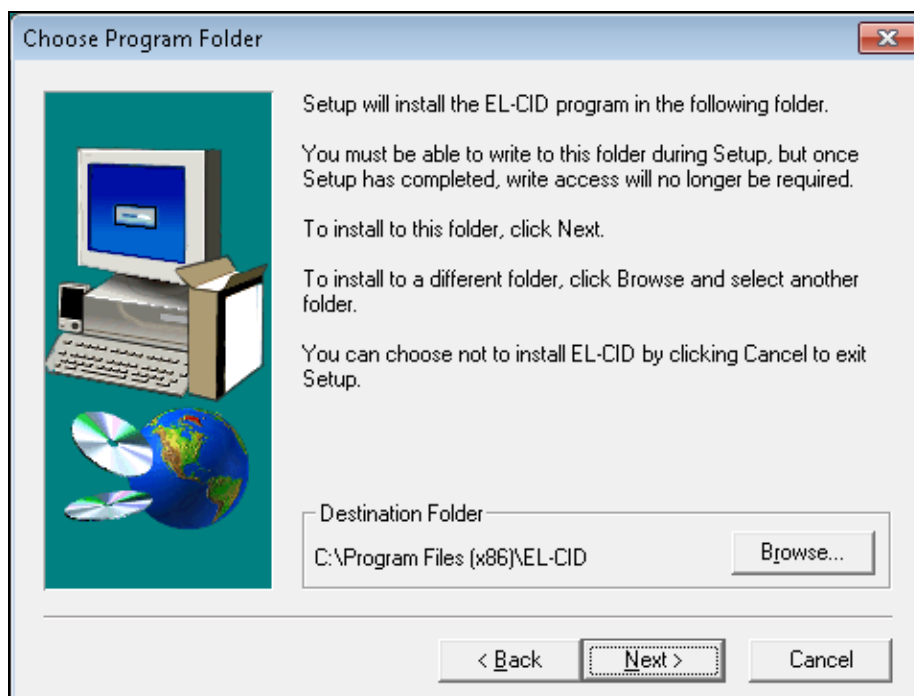 Choose Program Folder
Setup will install the EL-CID program in the following folder.
You must be able to write to this folder during Setup, but once
Setup has completed, write access will no longer be required.
To install to this folder, click Next.
To install to a different folder, click Browse and select another
folder.
You can choose not to install EL-CID by clicking Cancel to exit
Setup.
Destination Folder
C:\Program Files (x86)\EL-CID
Browse...
< Back
Next >
Cancel